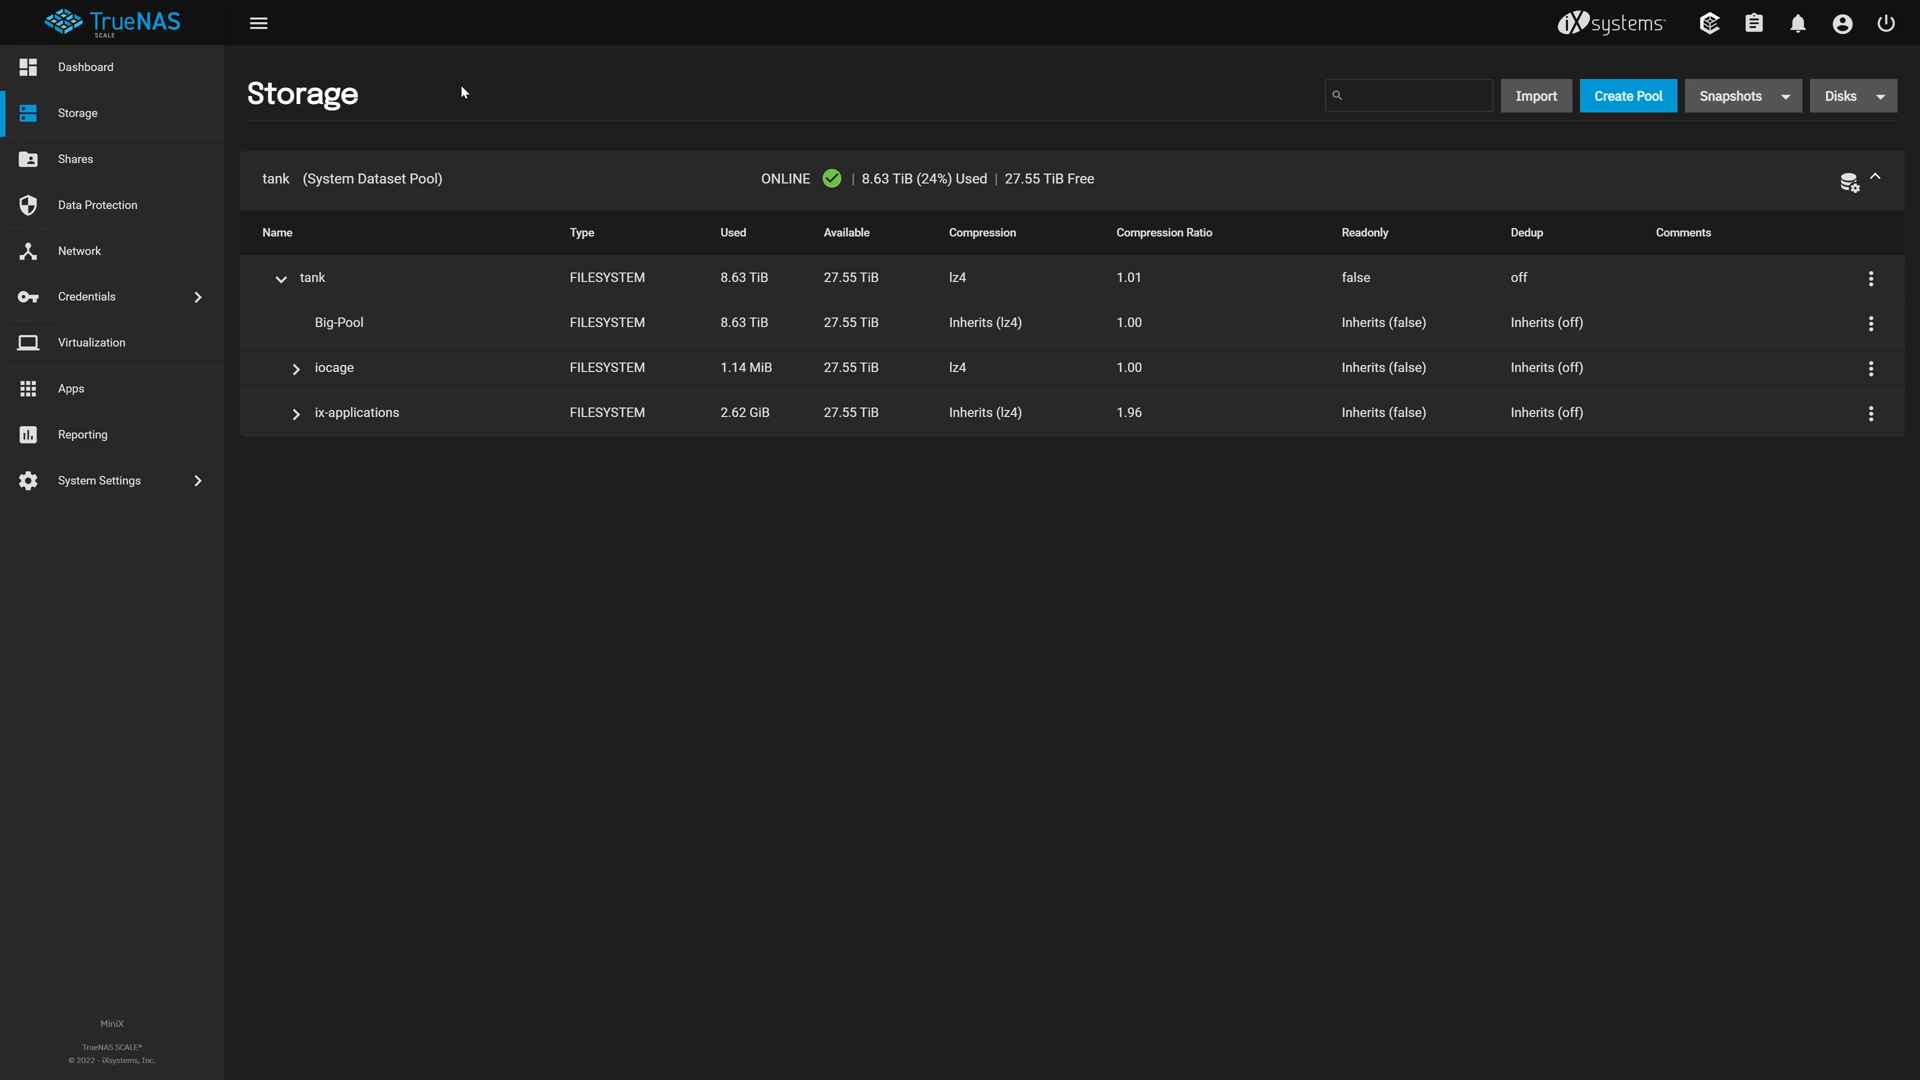 TrueNAS
SCALE
iXsystems™
Dashboard
Storage
Shares
Data Protection
Network
Credentials
Virtualization
Apps
Reporting
System Settings
MiniX
TrueNAS SCALE®
© 2022 - iXsystems, Inc.
Storage
Import
Create Pool
Snapshots
Disks
tank (System Dataset Pool) ONLINE | 8.63 TiB (24%) Used | 27.55 TiB Free
Name Type Used Available Compression Compression Ratio Readonly Dedup Comments
tank FILESYSTEM 8.63 TiB 27.55 TiB lz4 1.01 false off
Big-Pool FILESYSTEM 8.63 TiB 27.55 TiB Inherits (lz4) 1.00 Inherits (false) Inherits (off)
iocage FILESYSTEM 1.14 MiB 27.55 TiB lz4 1.00 Inherits (false) Inherits (off)
ix-applications FILESYSTEM 2.62 GiB 27.55 TiB Inherits (lz4) 1.96 Inherits (false) Inherits (off)